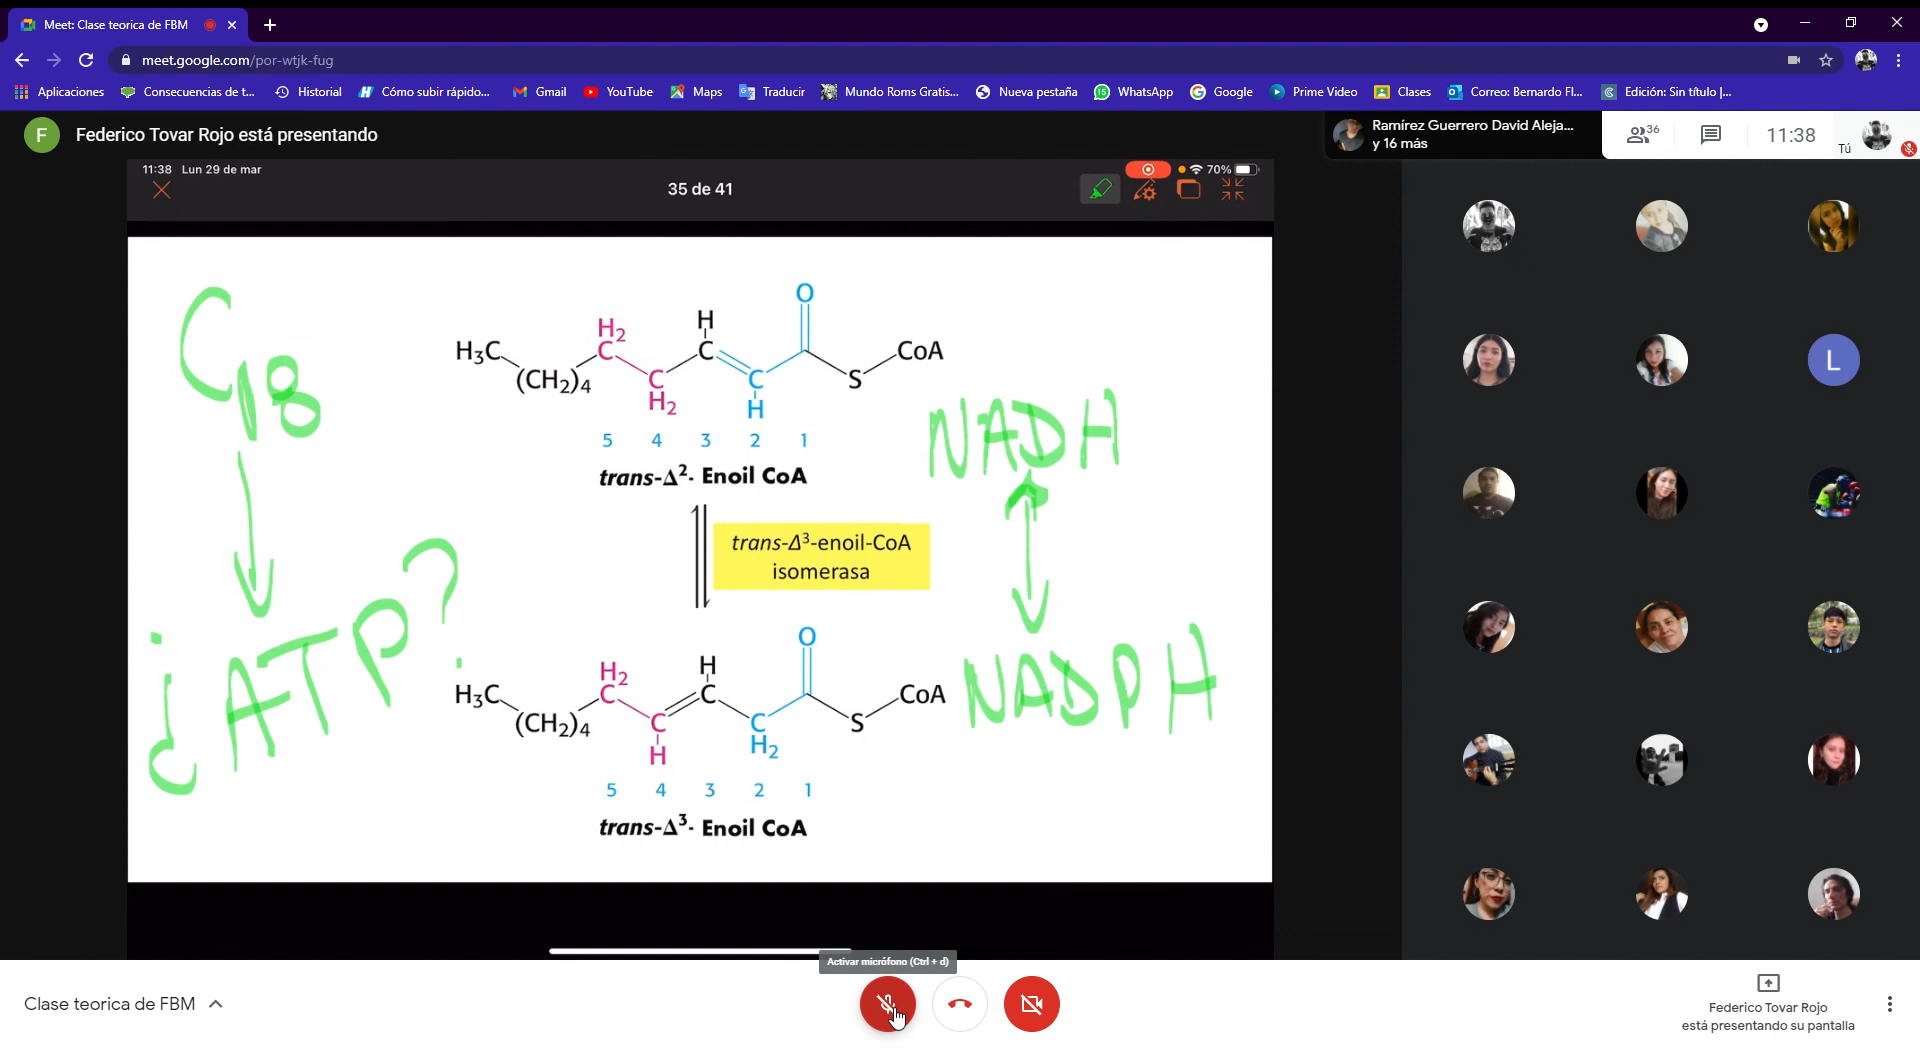 Meet: Clase teorica de FBM
meet.google.com/por-wtjk-fug
Aplicaciones Consecuencias de t... Historial Cómo subir rápido... Gmail YouTube Maps Traducir Mundo Roms Gratis... Nueva pestaña WhatsApp Google Prime Video Clases Correo: Bernardo Fl... Edición: Sin título |...
F Federico Tovar Rojo está presentando
Ramírez Guerrero David Aleja...
y 16 más
36
11:38
Tú
11:38 Lun 29 de mar
70%
35 de 41
C18
¿ATP?
O
H2 H
H3C C C CoA
(CH2)4 C C S
H2 H
5 4 3 2 1
trans-Δ²- Enoil CoA
NADH
trans-Δ³-enoil-CoA
isomerasa
NADPH
O
H2 H
H3C C C CoA
(CH2)4 C C S
H H2
5 4 3 2 1
trans-Δ³- Enoil CoA
L
Activar micrófono (Ctrl + d)
Clase teorica de FBM
Federico Tovar Rojo
está presentando su pantalla